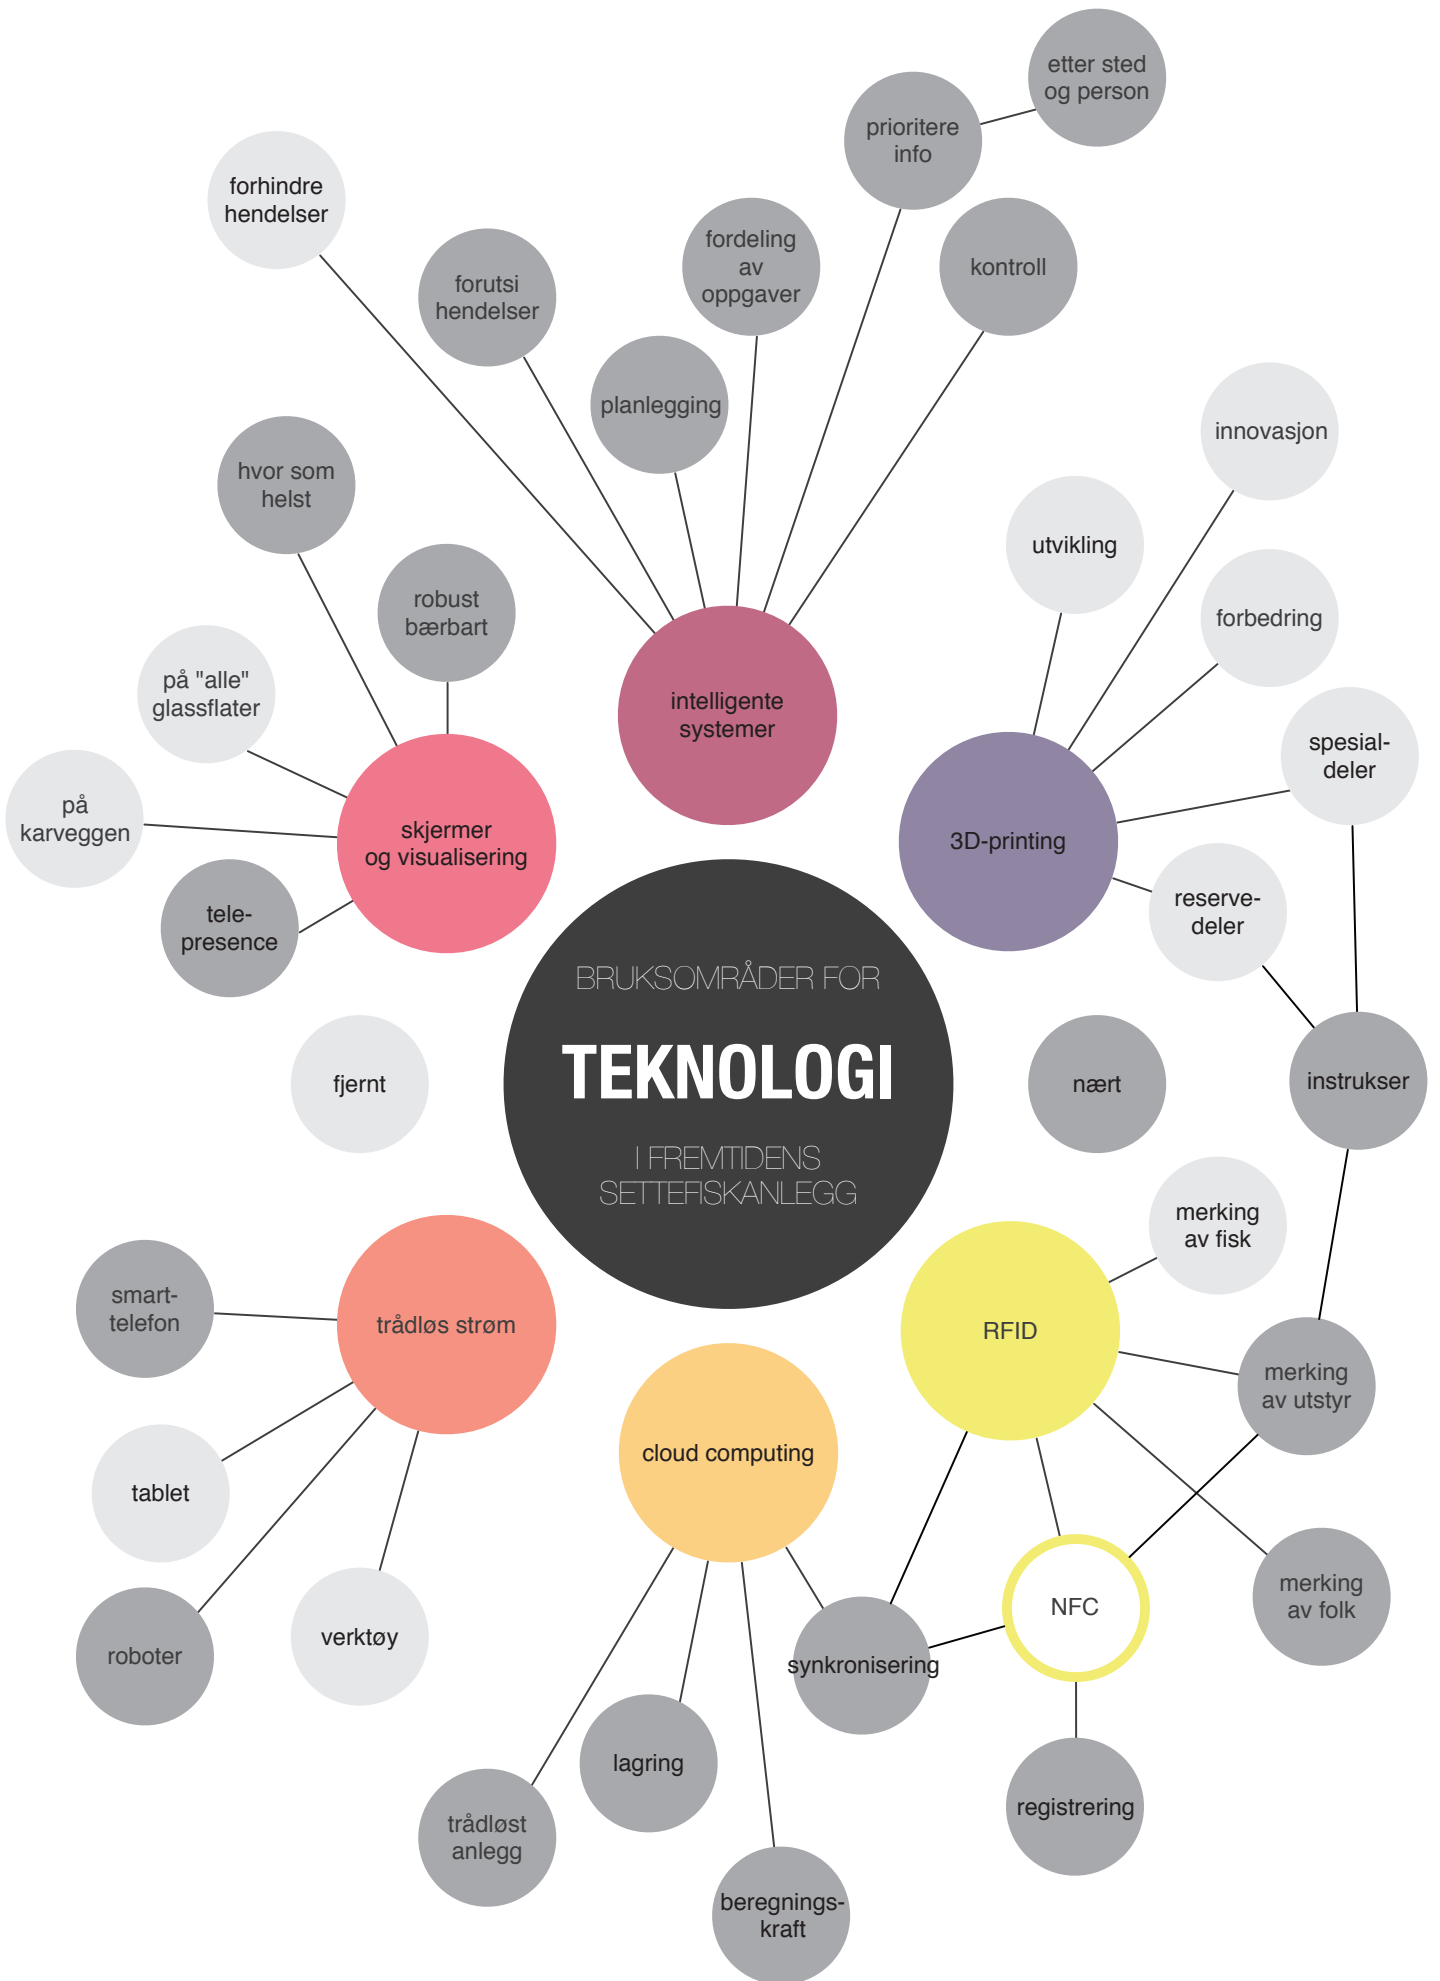 etter sted
og person
prioritere
info
forhindre
hendelser
fordeling
av
oppgaver
kontroll
forutsi
hendelser
planlegging
innovasjon
hvor som
helst
utvikling
robust
bærbart
forbedring
på "alle"
glassflater
intelligente
systemer
spesial-
deler
på
karveggen
skjermer
og visualisering
3D-printing
tele-
presence
reserve-
deler
BRUKSOMRÅDER FOR
TEKNOLOGI
I FREMTIDENS
SETTEFISKANLEGG
fjernt
nært
instrukser
merking
av fisk
smart-
telefon
trådløs strøm
RFID
merking
av utstyr
cloud computing
tablet
merking
av folk
NFC
verktøy
roboter
synkronisering
lagring
registrering
trådløst
anlegg
beregnings-
kraft